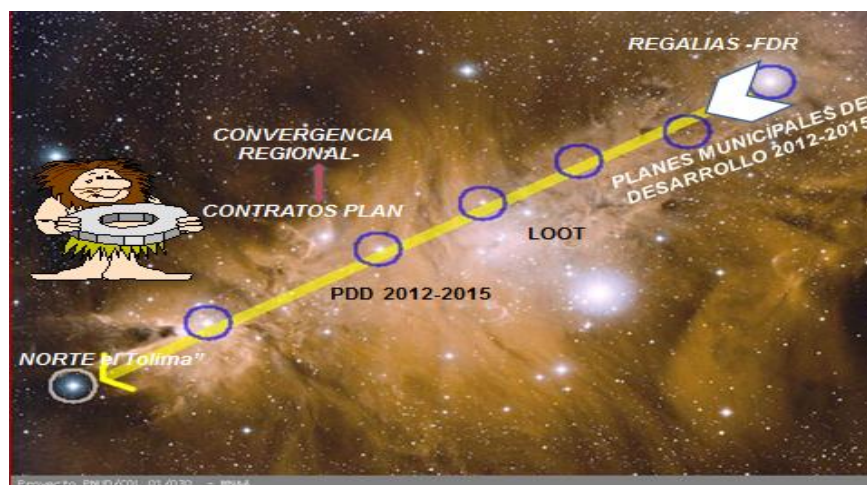 REGALIAS -FDR
CONVERGENCIA
REGIONAL-
CONTRATOS PLAN
PLANES MUNICIPALES DE
DESARROLLO 2012-2015
LOOT
PDD 2012-2015
NORTE el Tolima”